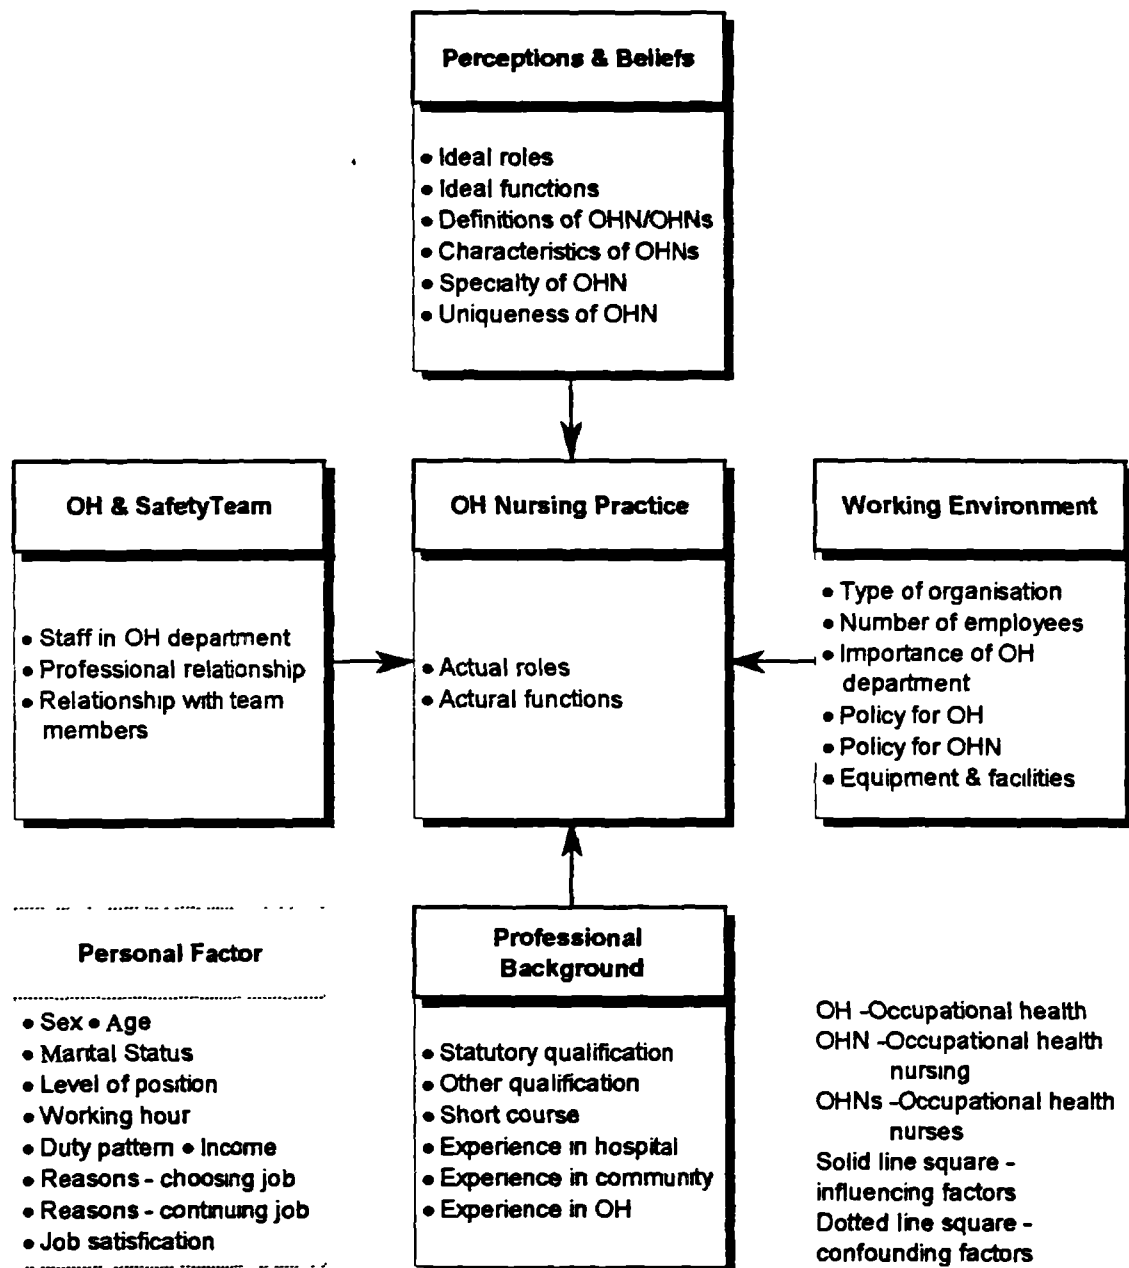 Perceptions & Beliefs
• Ideal roles
• Ideal functions
• Definitions of OHN/OHNs
• Characteristics of OHNs
• Specialty of OHN
• Uniqueness of OHN
OH & SafetyTeam
• Staff in OH department
• Professional relationship
• Relationship with team
members
OH Nursing Practice
• Actual roles
• Actural functions
Working Environment
• Type of organisation
• Number of employees
• Importance of OH
department
• Policy for OH
• Policy for OHN
• Equipment & facilities
Personal Factor
• Sex • Age
• Marital Status
• Level of position
• Working hour
• Duty pattern • Income
• Reasons - choosing job
• Reasons - continuing job
• Job satisfication
Professional
Background
• Statutory qualification
• Other qualification
• Short course
• Experience in hospital
• Experience in community
• Experience in OH
OH -Occupational health
OHN -Occupational health
nursing
OHNs -Occupational health
nurses
Solid line square -
influencing factors
Dotted line square -
confounding factors